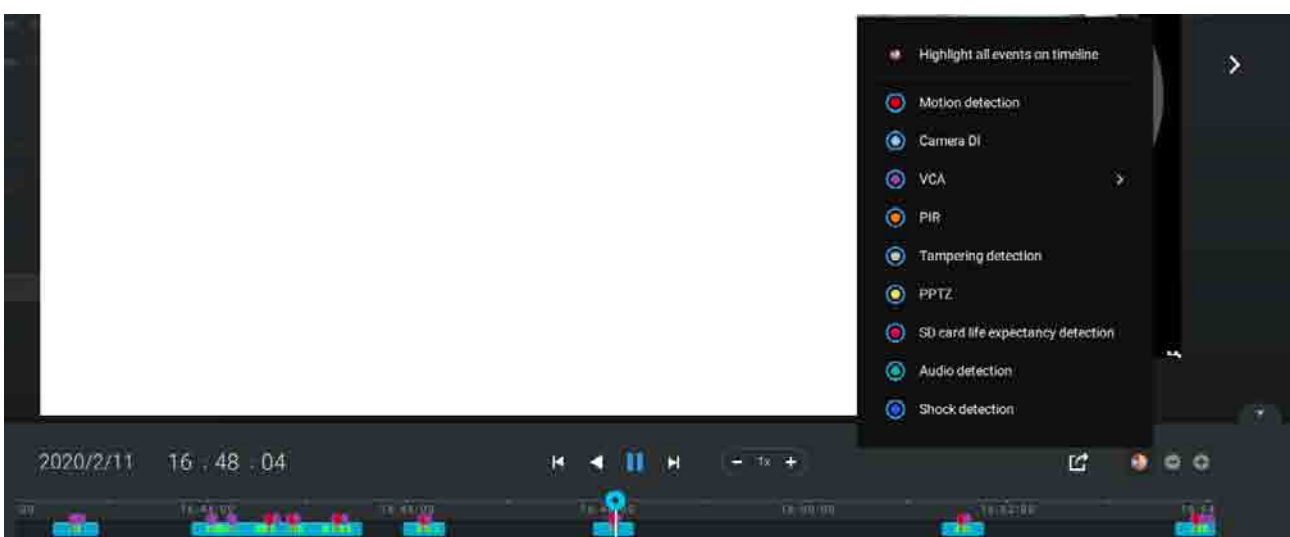 Highlight all events on timeline
Motion detection
Camera DI
VCA
PIR
Tampering detection
PPTZ
SD card life expectancy detection
Audio detection
Shock detection
2020/2/11 16 : 48 : 04
1x